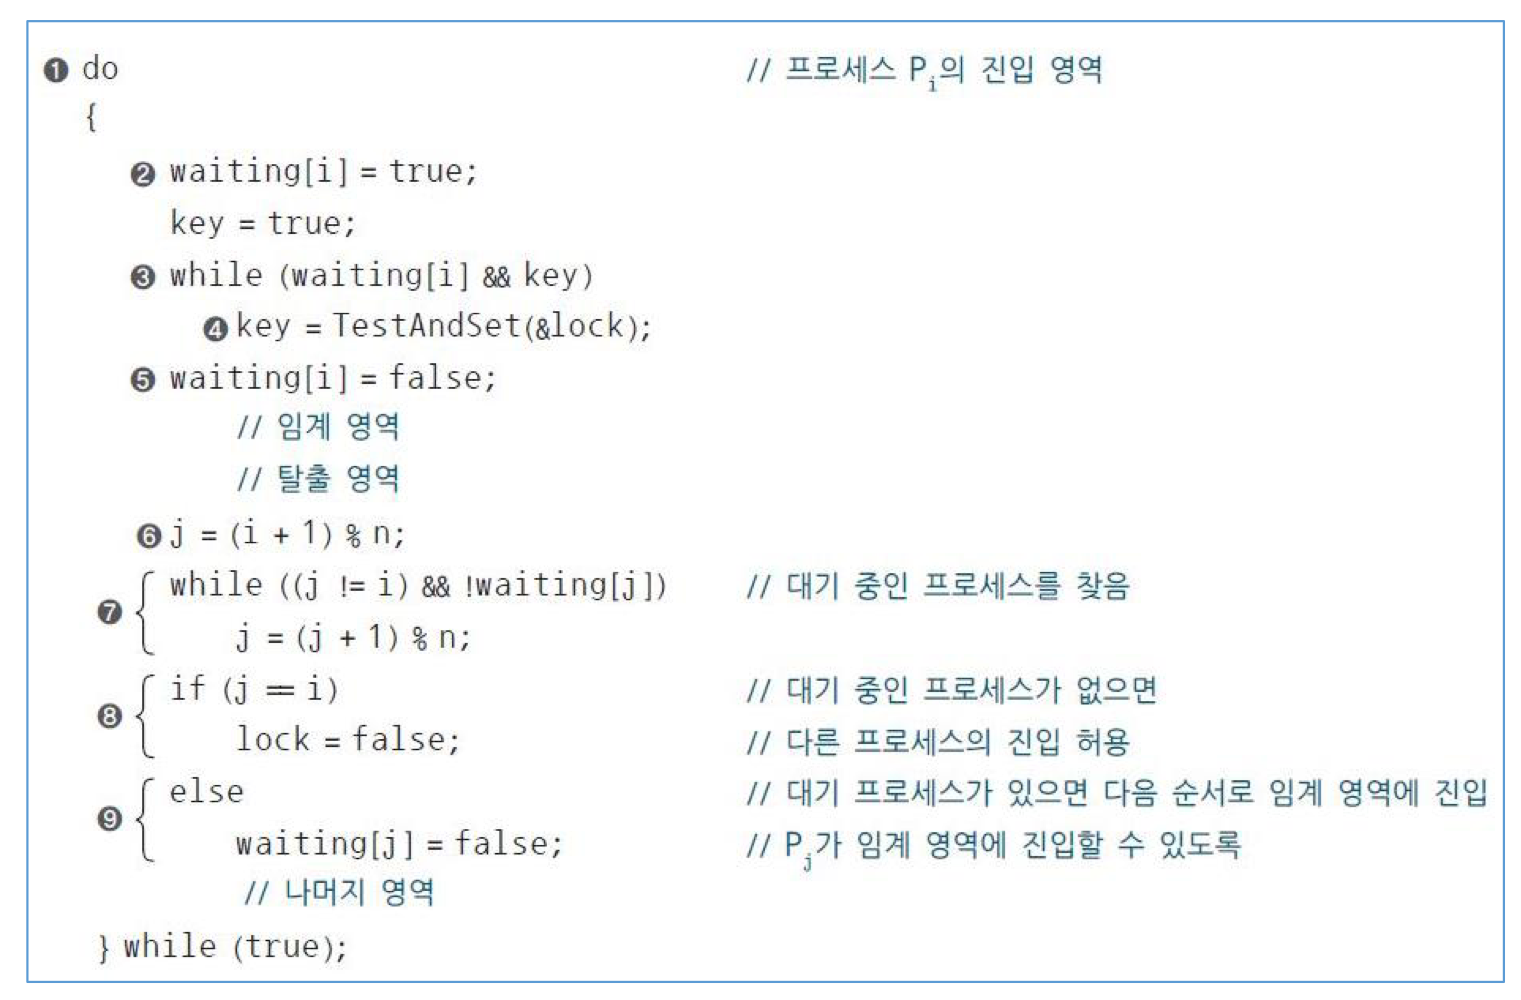 ❶ do // 프로세스 Pi의 진입 영역
{
❷ waiting[i] = true;
key = true;
❸ while (waiting[i] && key)
❹ key = TestAndSet(&lock);
❺ waiting[i] = false;
// 임계 영역
// 탈출 영역
❻ j = (i + 1) % n;
❼ while ((j != i) && !waiting[j]) // 대기 중인 프로세스를 찾음
j = (j + 1) % n;
❽ if (j == i) // 대기 중인 프로세스가 없으면
lock = false; // 다른 프로세스의 진입 허용
❾ else // 대기 프로세스가 있으면 다음 순서로 임계 영역에 진입
waiting[j] = false; // Pj가 임계 영역에 진입할 수 있도록
// 나머지 영역
} while (true);